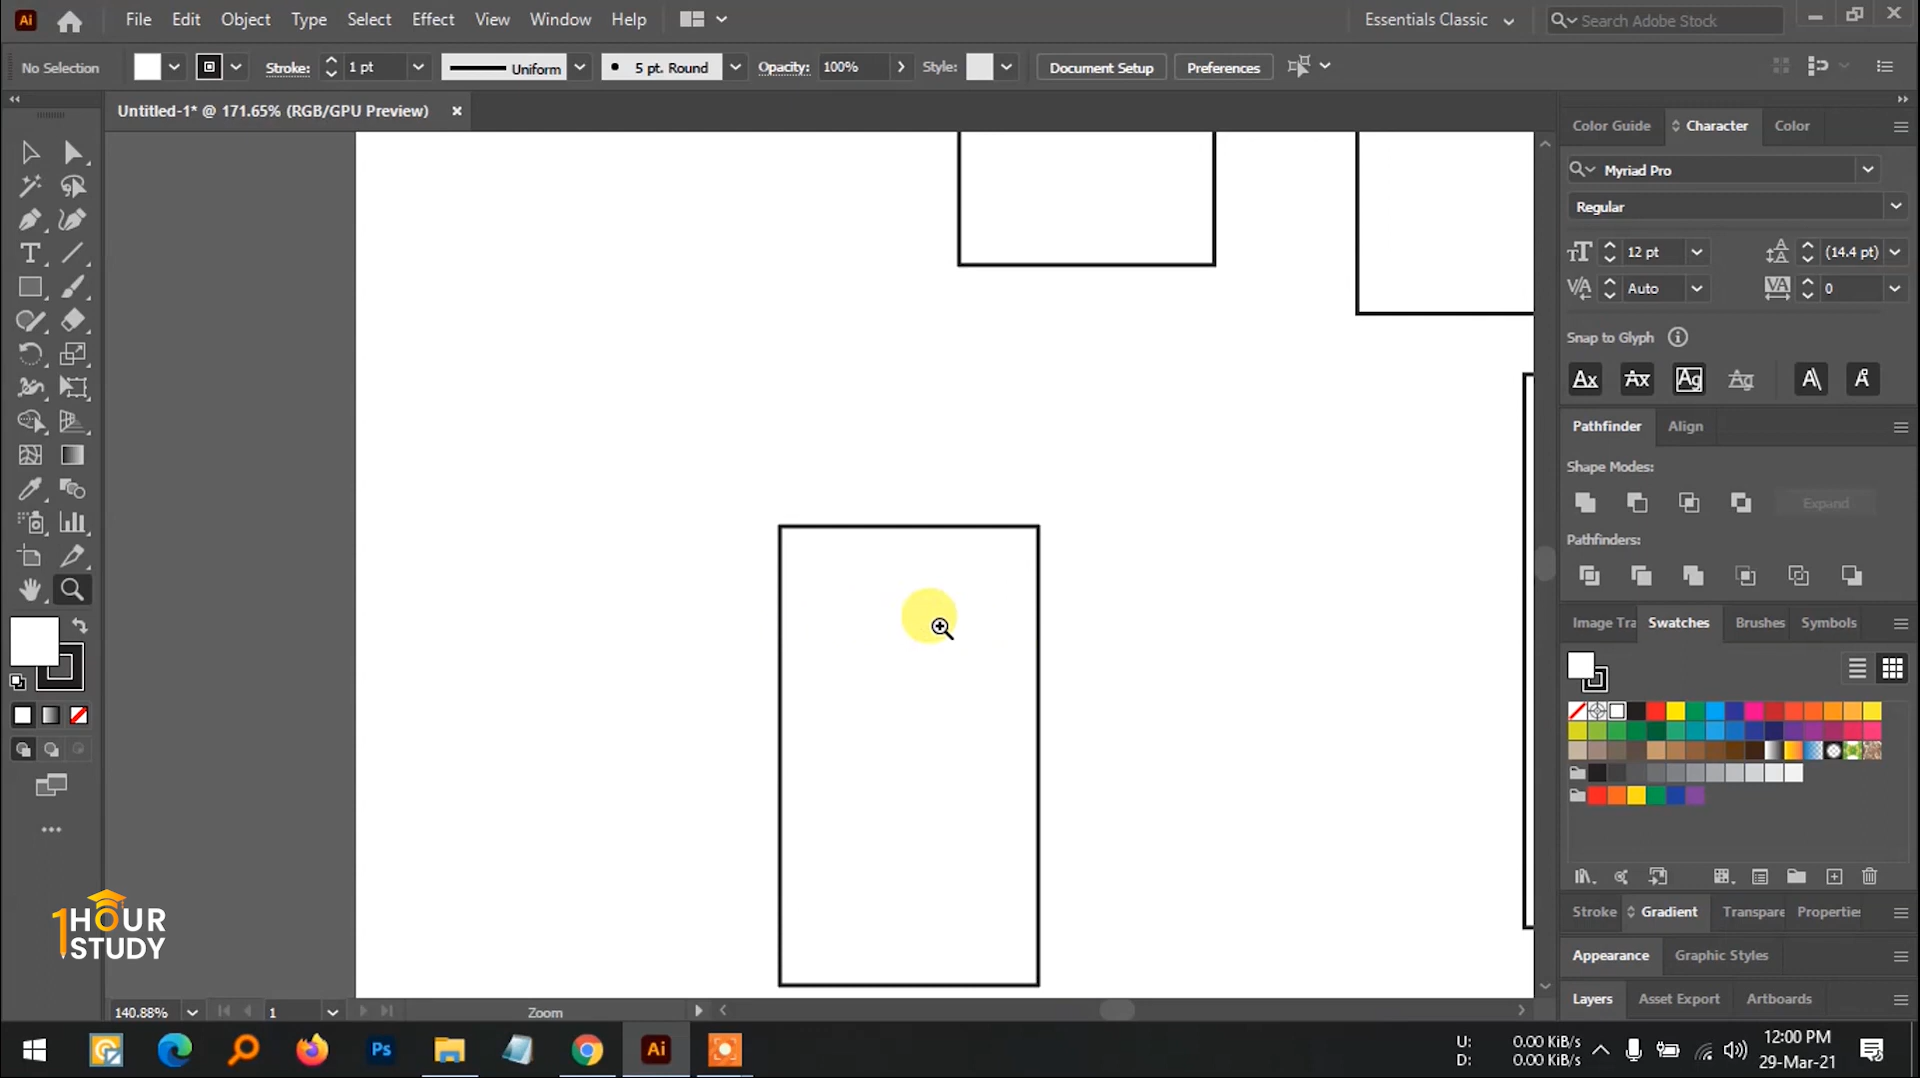 Ai File Edit Object Type Select Effect View Window Help Essentials Classic Search Adobe Stock
No Selection Stroke: 1 pt Uniform 5 pt. Round Opacity: 100% Style: Document Setup Preferences
Untitled-1* @ 171.65% (RGB/GPU Preview) ×
Color Guide Character Color
Myriad Pro
Regular
12 pt (14.4 pt)
Auto 0
Snap to Glyph
Pathfinder Align
Shape Modes:
Expand
Pathfinders:
Image Tra Swatches Brushes Symbols
1HOUR
STUDY
Stroke Gradient Transpare Propertie
Appearance Graphic Styles
Layers Asset Export Artboards
140.88% 1 Zoom
Ps Ai
U: 0.00 KiB/s
D: 0.00 KiB/s
12:00 PM
29-Mar-21